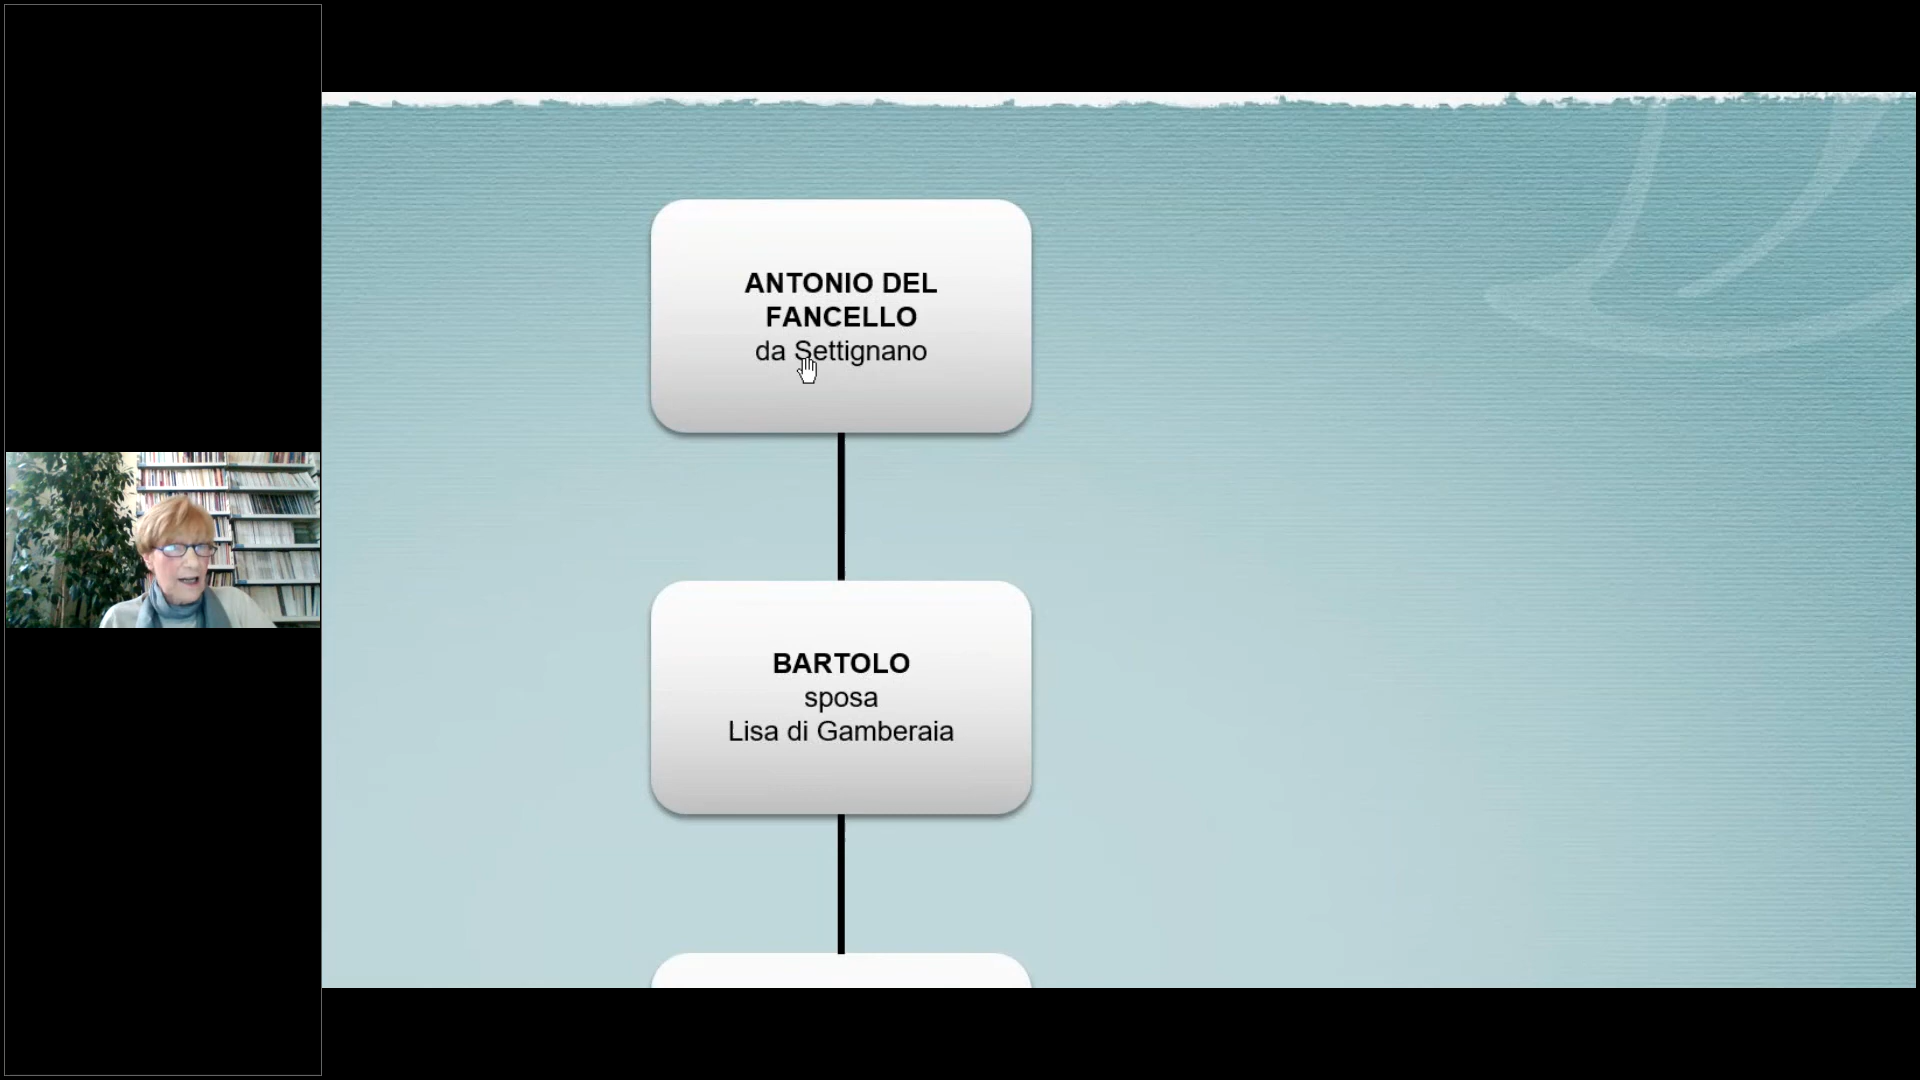 ANTONIO DEL
FANCELLO
da Settignano
BARTOLO
sposa
Lisa di Gamberaia